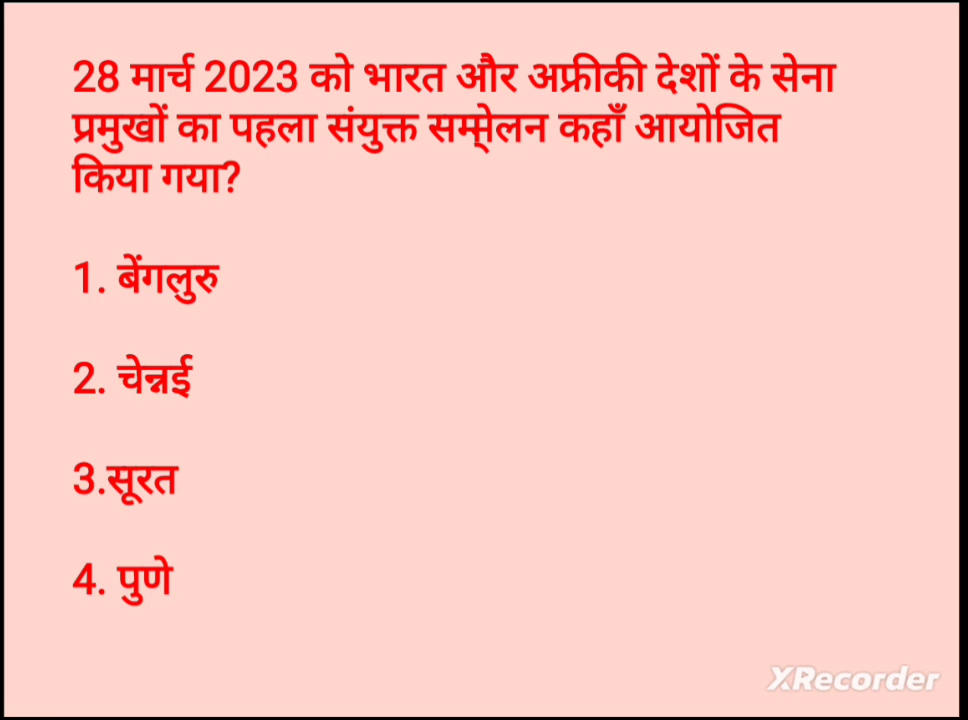 28 मार्च 2023 को भारत और अफ्रीकी देशों के सेना
प्रमुखों का पहला संयुक्त सम्मे्लन कहाँ आयोजित
किया गया?
1. बेंगलुरु
2. चेन्नई
3.सूरत
4. पुणे
XRecorder